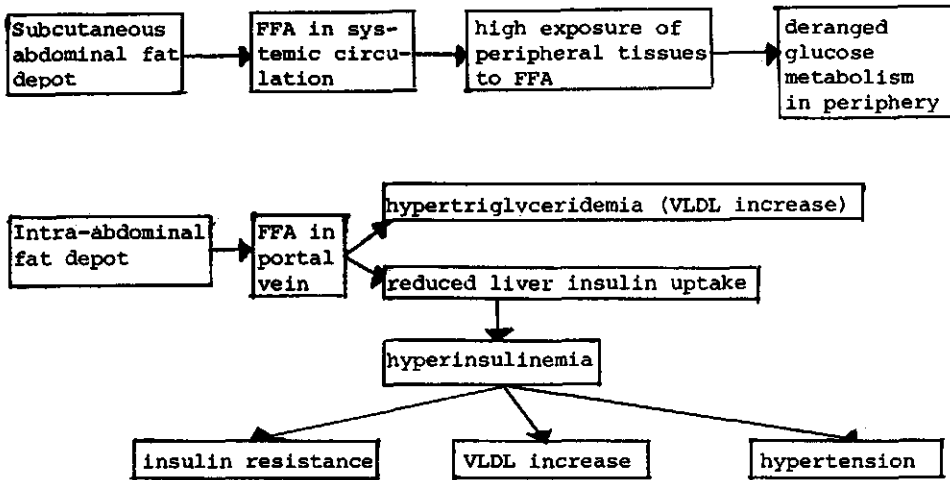 Subcutaneous
abdominal fat
depot
FFA in sys-
temic circu-
lation
high exposure of
peripheral tissues
to FFA
deranged
glucose
metabolism
in periphery
Intra-abdominal
fat depot
FFA in
portal
vein
hypertriglyceridemia (VLDL increase)
reduced liver insulin uptake
hyperinsulinemia
insulin resistance
VLDL increase
hypertension